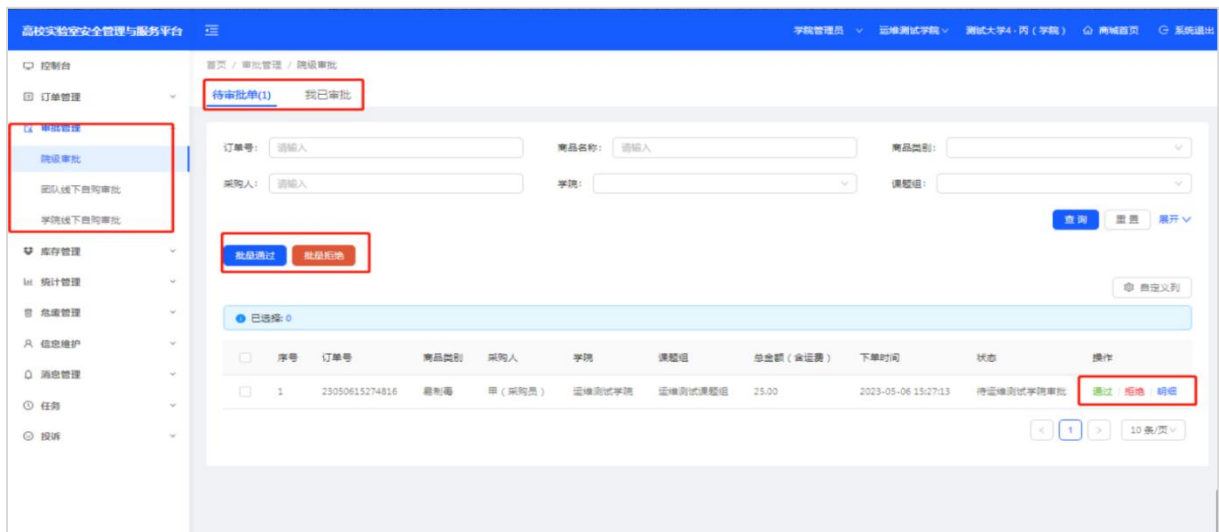 高校实验室安全管理与服务平台
学院管理员 运维测试学院 测试大学4-丙（学院） 商城首页 系统退出
控制台
订单管理
审批管理
院级审批
团队线下自购审批
学院线下自购审批
库存管理
统计管理
危废管理
信息维护
消息管理
任务
投诉
首页 / 审批管理 / 院级审批
待审批单(1) 我已审批
订单号: 请输入 商品名称: 请输入 商品类别:
采购人: 请输入 学院: 课题组:
查询 重置 展开
批量通过 批量拒绝
自定义列
已选择: 0
序号 订单号 商品类别 采购人 学院 课题组 总金额（含运费） 下单时间 状态 操作
1 23050615274816 易制毒 甲（采购员） 运维测试学院 运维测试课题组 25.00 2023-05-06 15:27:13 待运维测试学院审批 通过 拒绝 明细
< 1 > 10 条/页